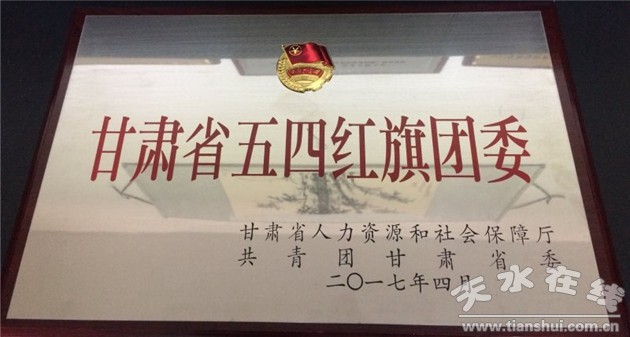 甘肃省五四红旗团委
甘肃省人力资源和社会保障厅
共青团甘肃省委
二〇一七年四月
天水在线
www.tianshui.com.cn